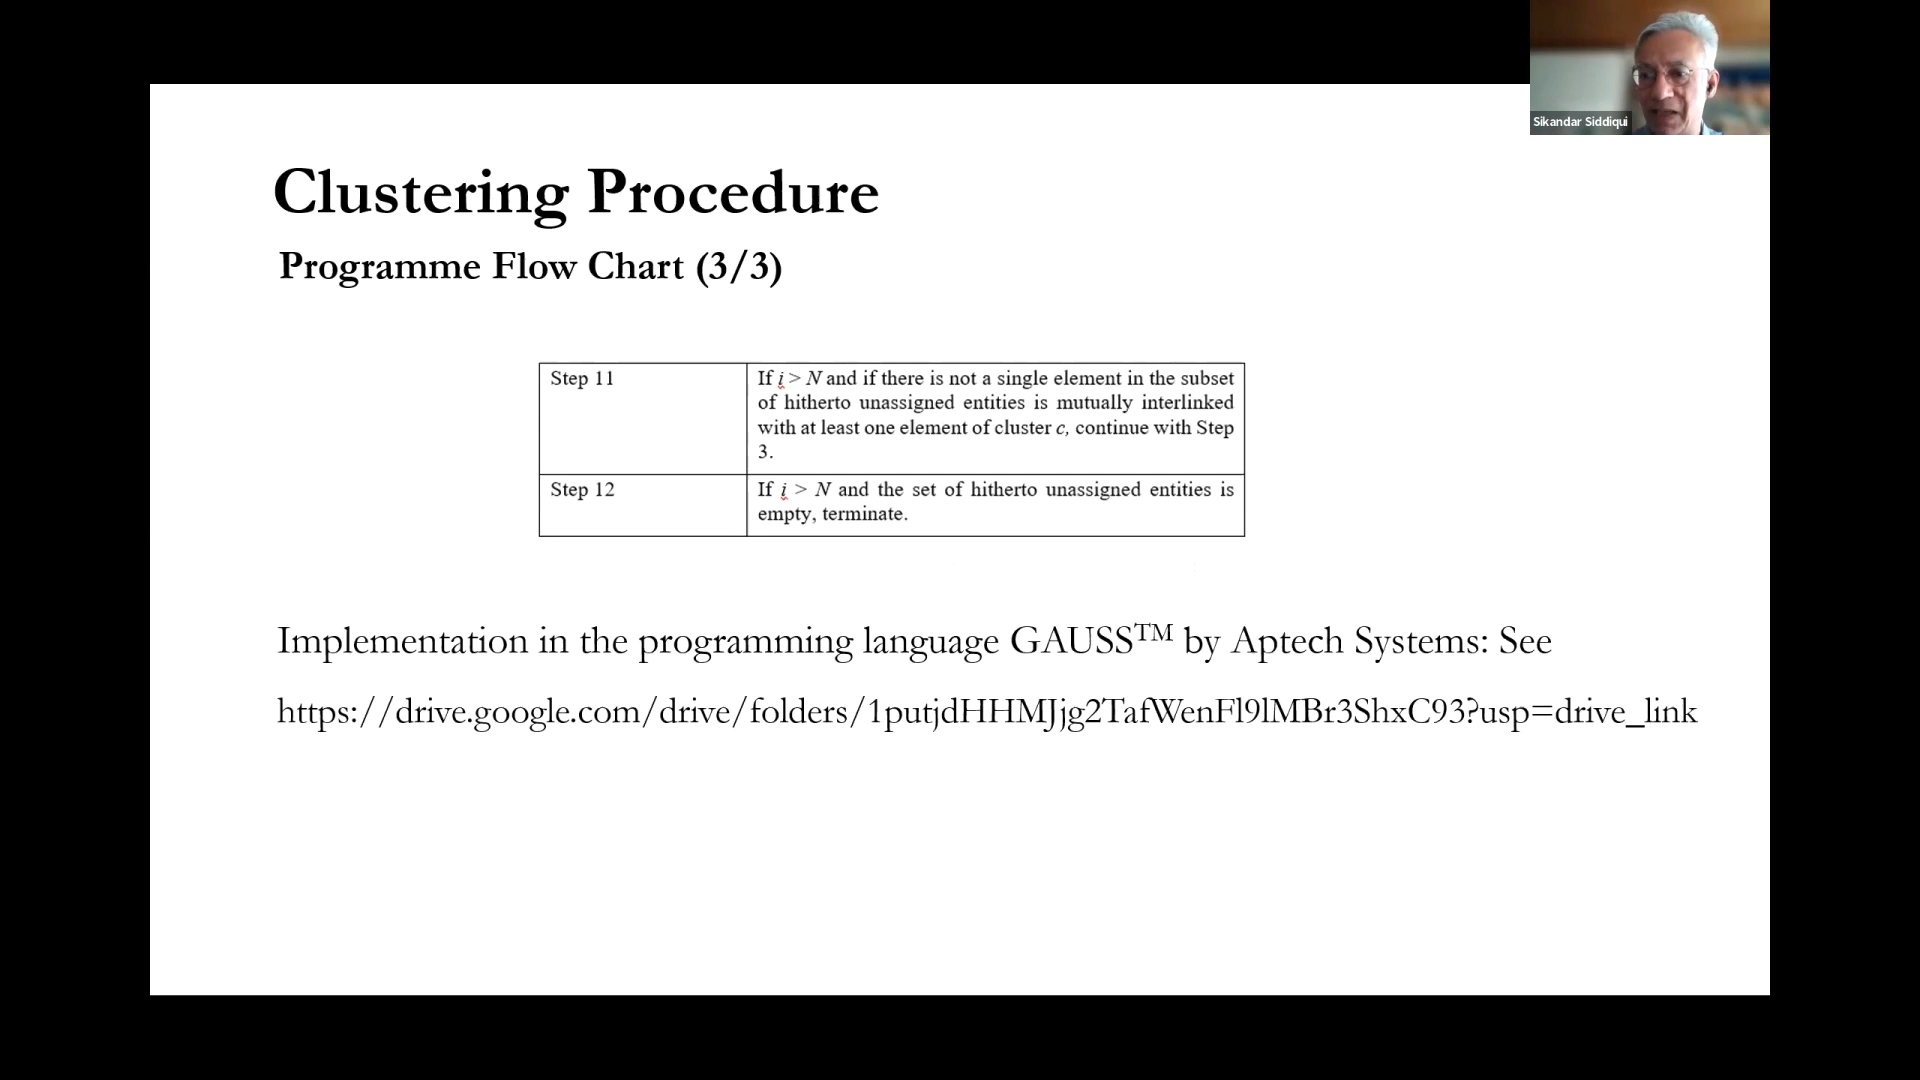 Sikandar Siddiqui
Clustering Procedure
Programme Flow Chart (3/3)
Step 11
If i > N and if there is not a single element in the subset
of hitherto unassigned entities is mutually interlinked
with at least one element of cluster c, continue with Step
3.
Step 12
If i > N and the set of hitherto unassigned entities is
empty, terminate.
Implementation in the programming language GAUSS™ by Aptech Systems: See
https://drive.google.com/drive/folders/1putjdHHMJjg2TafWenFl9lMBr3ShxC93?usp=drive_link